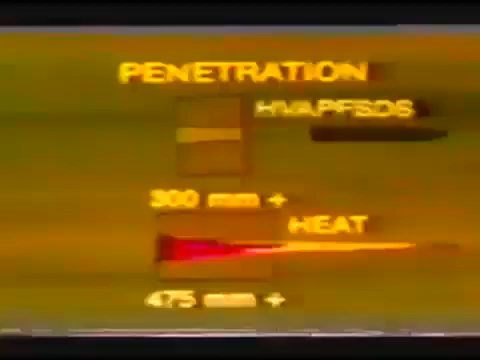 PENETRATION
HVAPFSDS
300 mm +
HEAT
475 mm +